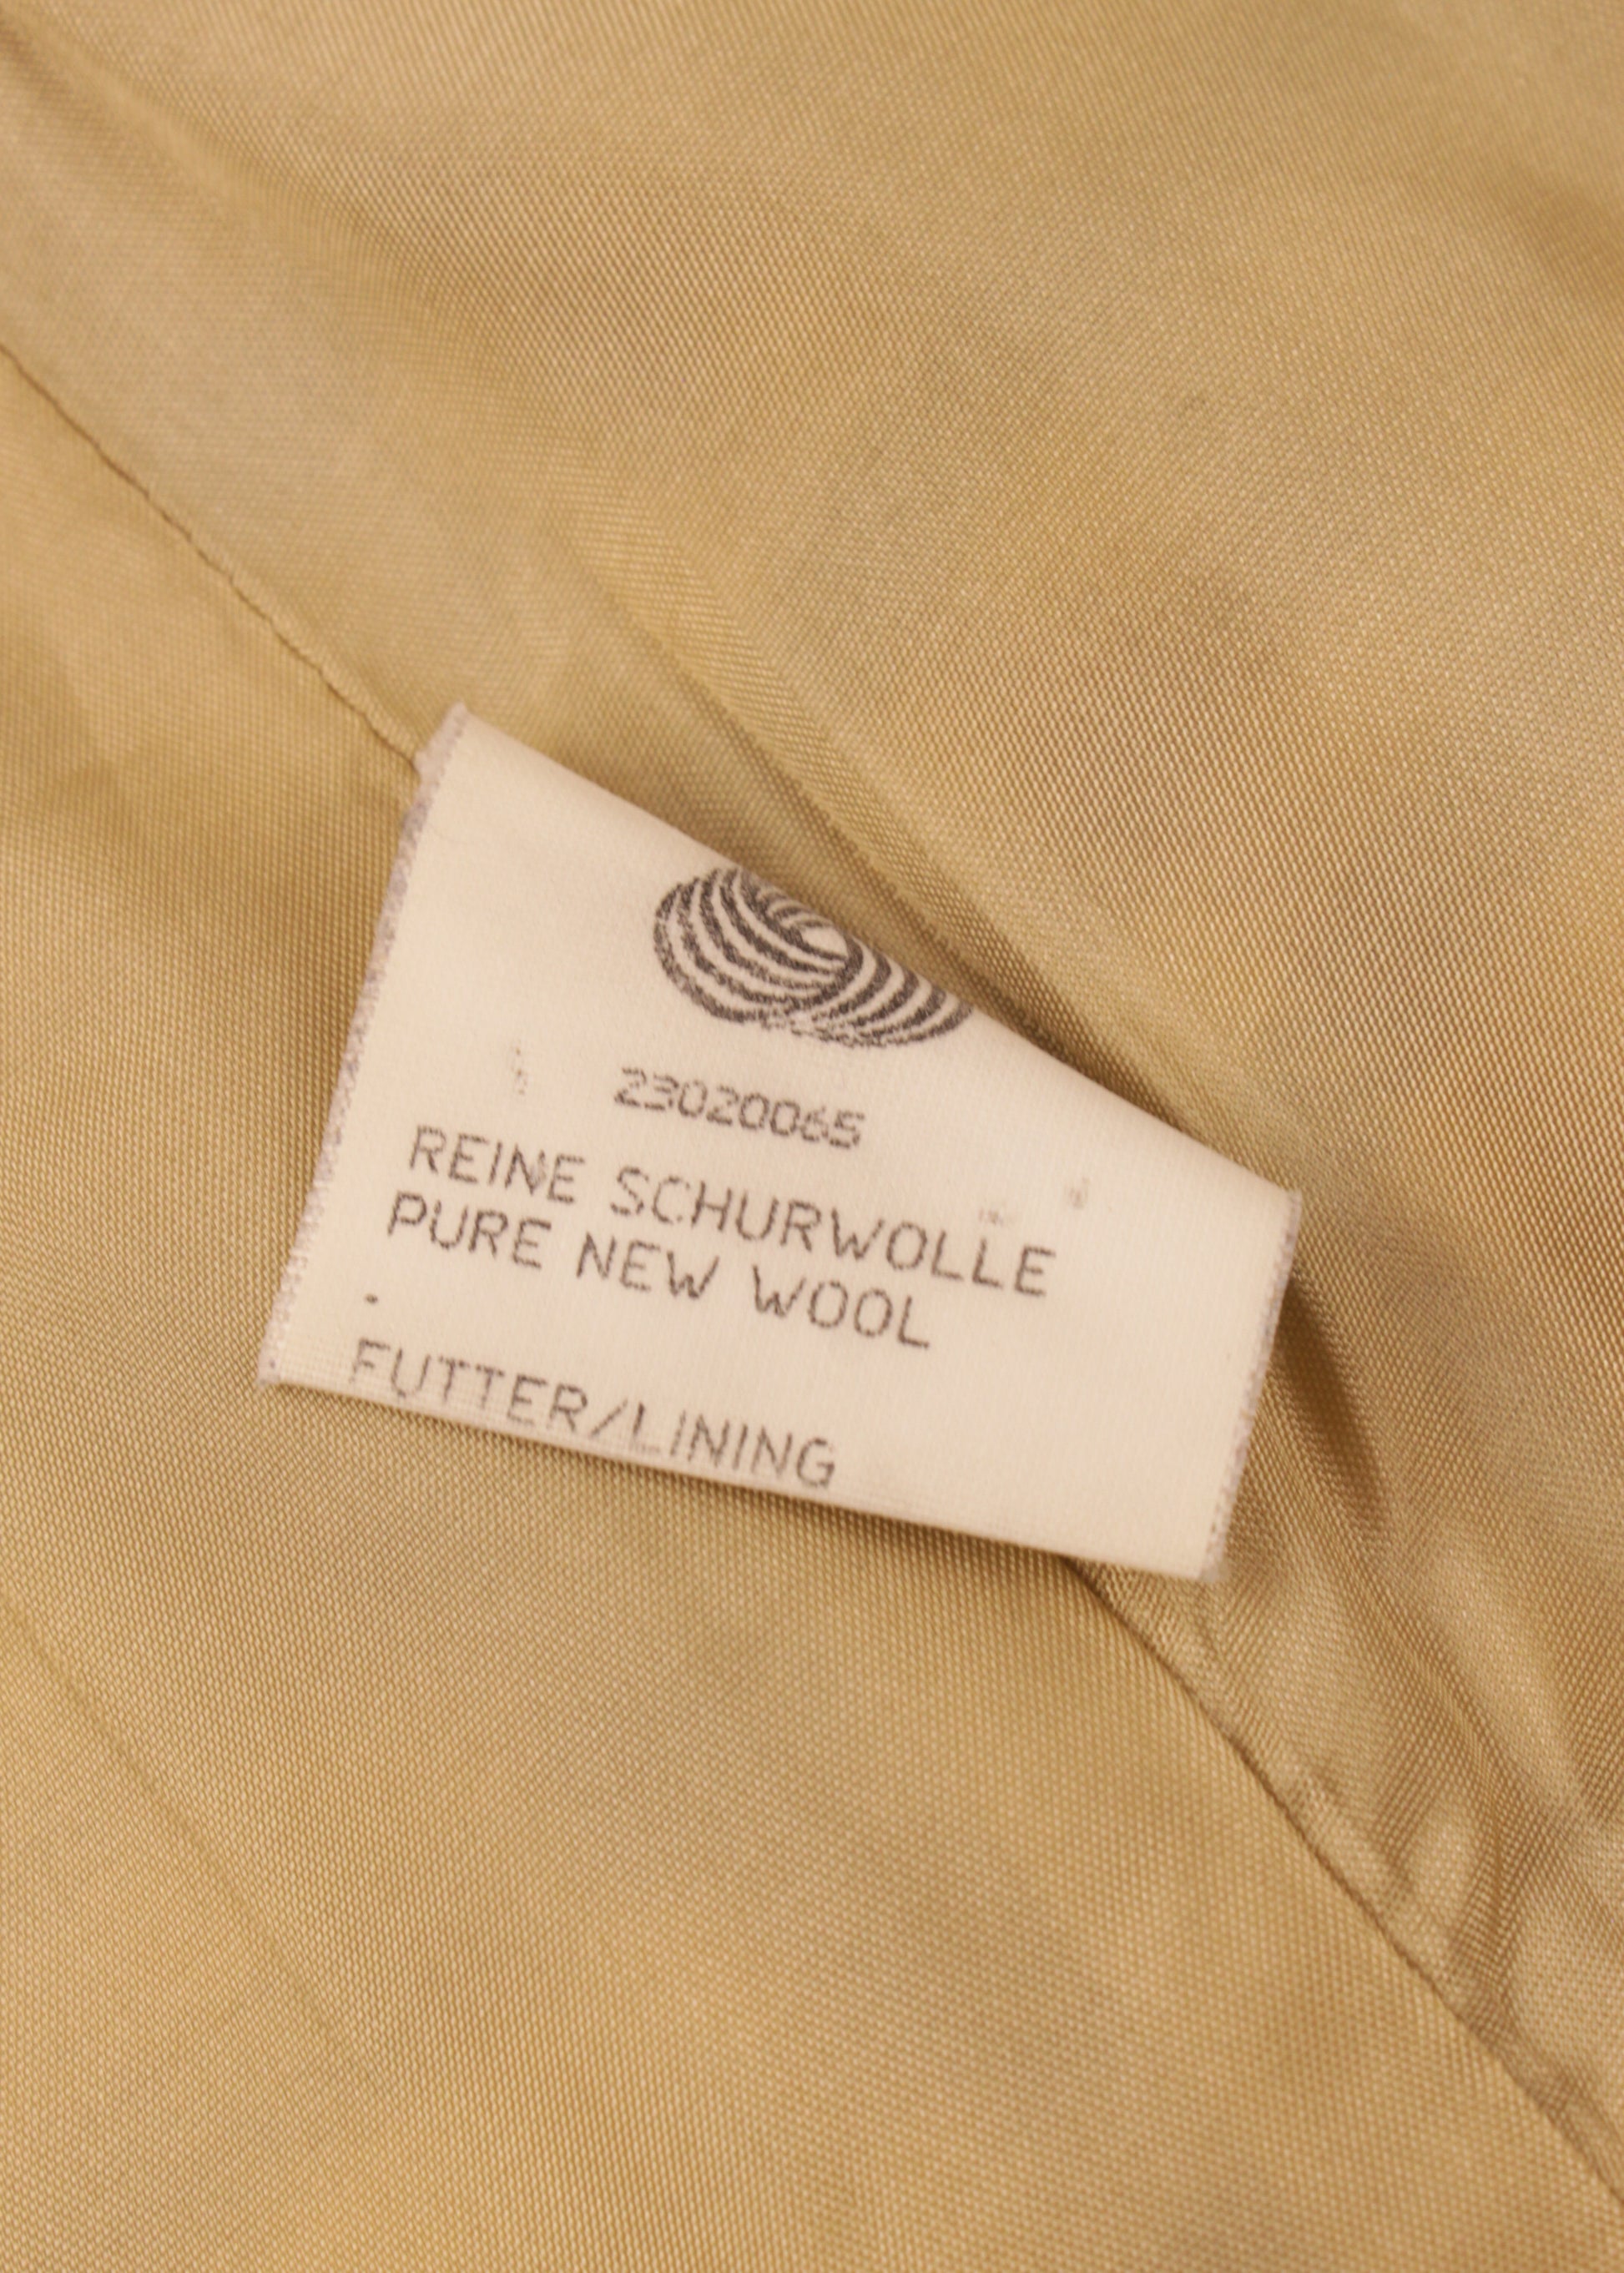 23020065
REINE SCHURWOLLE
PURE NEW WOOL
-
FUTTER/LINING